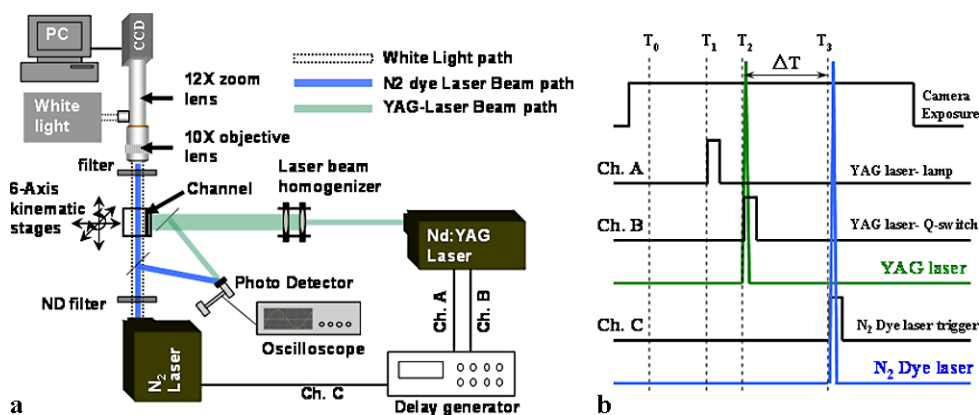 PC
CCD
White Light path
N2 dye Laser Beam path
YAG-Laser Beam path
12X zoom
lens
White
light
10X objective
lens
filter
Channel
Laser beam
homogenizer
6-Axis
kinematic
stages
Nd:YAG
Laser
Photo Detector
ND filter
Oscilloscope
Ch. A
Ch. B
N₂
Laser
Ch. C
Delay generator
a
T₀
T₁
T₂
T₃
ΔT
Camera
Exposure
Ch. A
YAG laser- lamp
Ch. B
YAG laser- Q-switch
YAG laser
Ch. C
N₂ Dye laser trigger
N₂ Dye laser
b